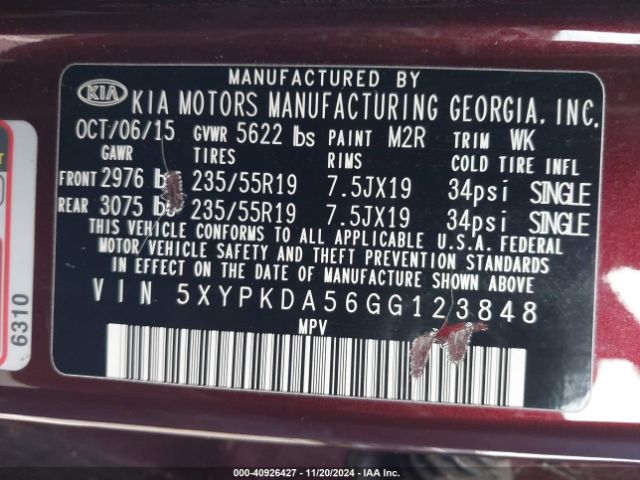 MANUFACTURED BY
KIA KIA MOTORS MANUFACTURING GEORGIA, INC.
OCT/06/15 GVWR 5622 lbs PAINT M2R TRIM WK
GAWR TIRES RIMS COLD TIRE INFL
FRONT 2976 lbs 235/55R19 7.5JX19 34psi SINGLE
REAR 3075 lbs 235/55R19 7.5JX19 34psi SINGLE
THIS VEHICLE CONFORMS TO ALL APPLICABLE U.S.A. FEDERAL
MOTOR VEHICLE SAFETY AND THEFT PREVENTION STANDARDS
IN EFFECT ON THE DATE OF MANUFACTURE SHOWN ABOVE
VIN 5XYPKDA56GG123848
MPV
6310
000-40926427 - 11/20/2024 - IAA Inc.